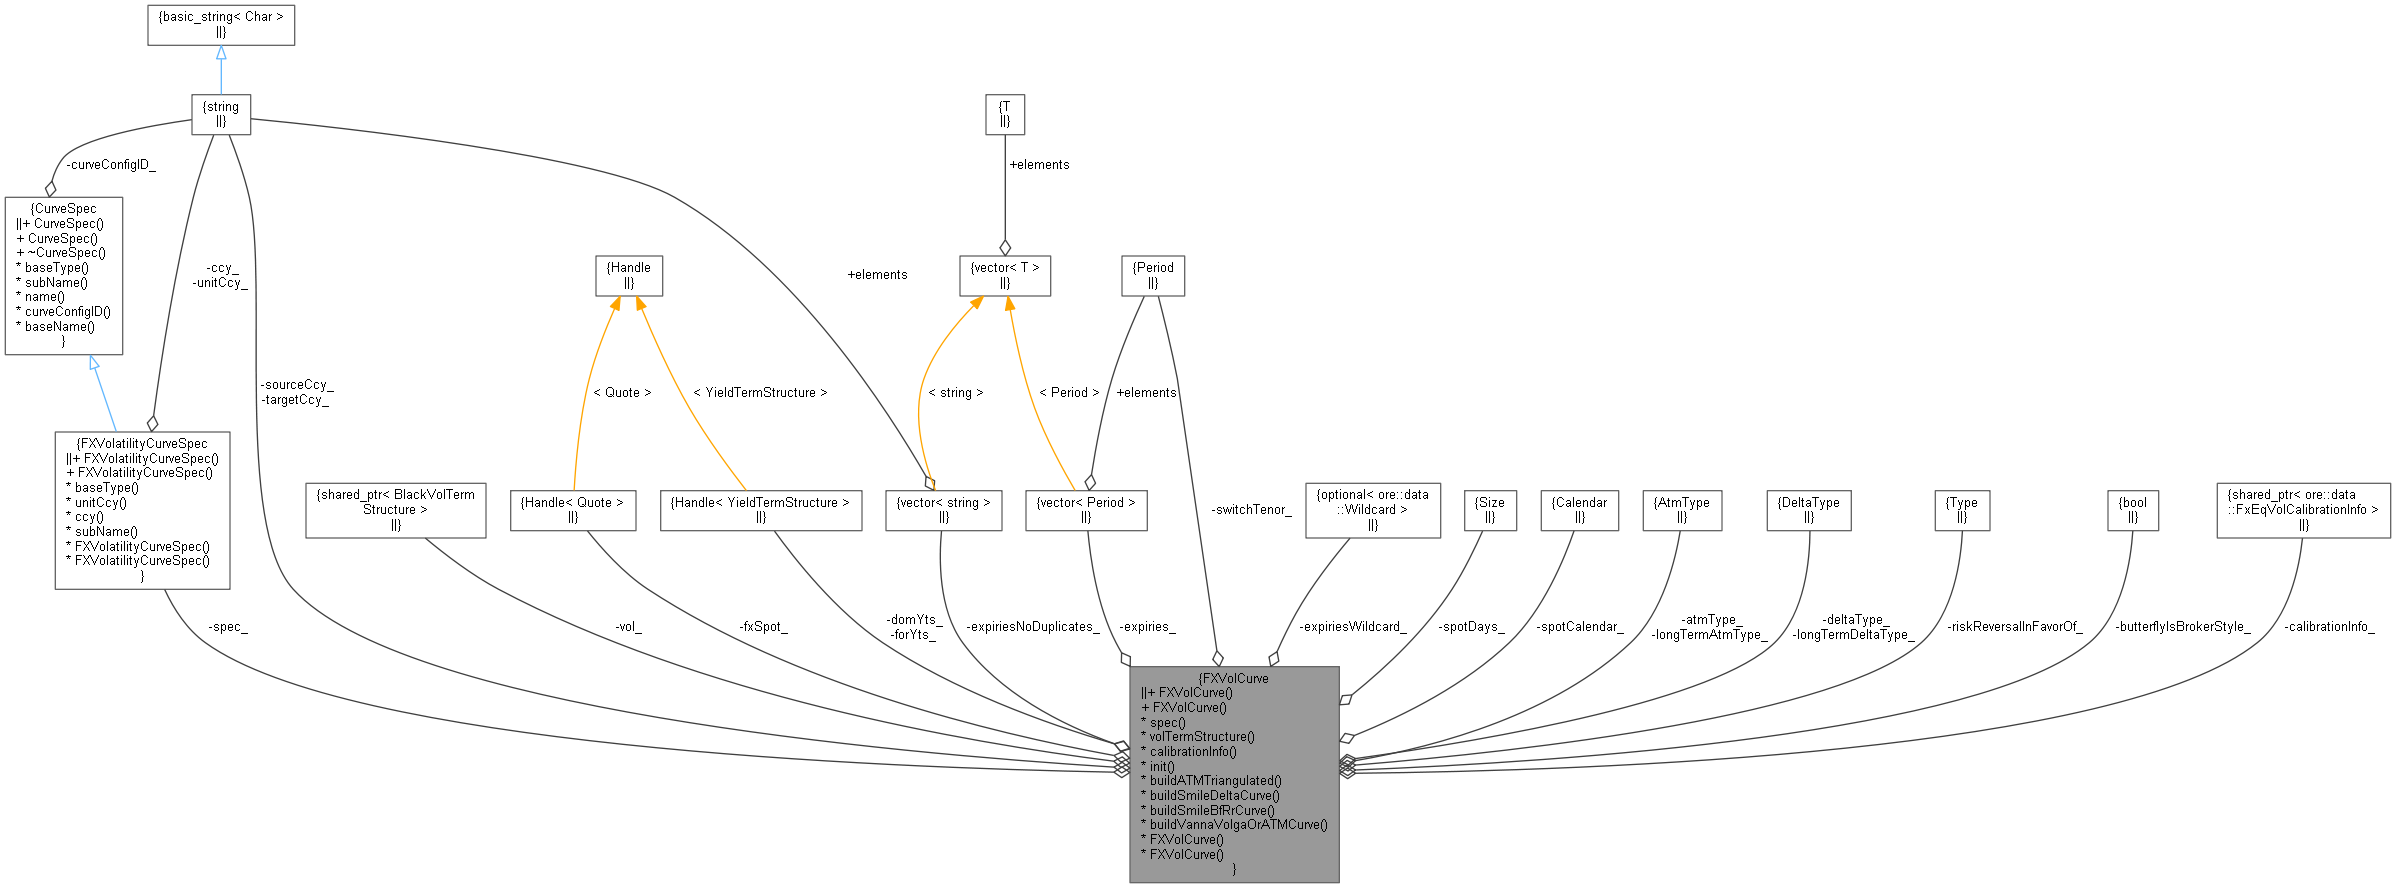 {basic_string< Char >
||}
{string
||}
{T
||}
-curveConfigID_
+elements
{CurveSpec
||+ CurveSpec()
+ CurveSpec()
+ ~CurveSpec()
* baseType()
* subName()
* name()
* curveConfigID()
* baseName()
}
-ccy_
-unitCcy_
+elements
{Handle
||}
{vector< T >
||}
{Period
||}
-sourceCcy_
-targetCcy_
< Quote >
< YieldTermStructure >
< string >
< Period >
+elements
{FXVolatilityCurveSpec
||+ FXVolatilityCurveSpec()
+ FXVolatilityCurveSpec()
* baseType()
* unitCcy()
* ccy()
* subName()
* FXVolatilityCurveSpec()
* FXVolatilityCurveSpec()
}
{shared_ptr< BlackVolTerm
Structure >
||}
{Handle< Quote >
||}
{Handle< YieldTermStructure >
||}
{vector< string >
||}
{vector< Period >
||}
-switchTenor_
{optional< ore::data
::Wildcard >
||}
{Size
||}
{Calendar
||}
{AtmType
||}
{DeltaType
||}
{Type
||}
{bool
||}
{shared_ptr< ore::data
::FxEqVolCalibrationInfo >
||}
-spec_
-vol_
-fxSpot_
-domYts_
-forYts_
-expiriesNoDuplicates_
-expiries_
-expiriesWildcard_
-spotDays_
-spotCalendar_
-atmType_
-longTermAtmType_
-deltaType_
-longTermDeltaType_
-riskReversalInFavorOf_
-butterflyIsBrokerStyle_
-calibrationInfo_
{FXVolCurve
||+ FXVolCurve()
+ FXVolCurve()
* spec()
* volTermStructure()
* calibrationInfo()
* init()
* buildATMTriangulated()
* buildSmileDeltaCurve()
* buildSmileBfRrCurve()
* buildVannaVolgaOrATMCurve()
* FXVolCurve()
* FXVolCurve()
}